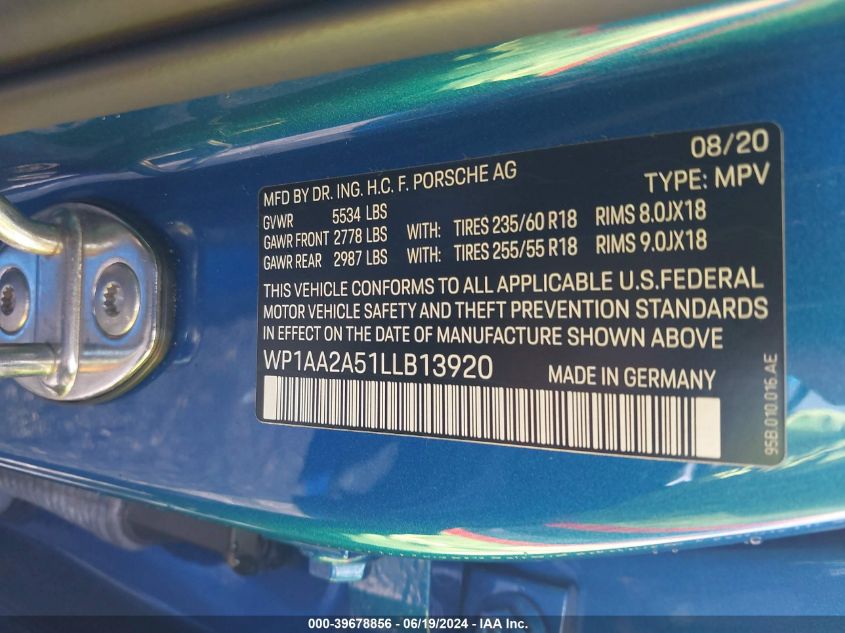 08/20
MFD BY DR. ING. H.C. F. PORSCHE AG
TYPE: MPV
GVWR 5534 LBS
GAWR FRONT 2778 LBS WITH: TIRES 235/60 R18 RIMS 8.0JX18
GAWR REAR 2987 LBS WITH: TIRES 255/55 R18 RIMS 9.0JX18
THIS VEHICLE CONFORMS TO ALL APPLICABLE U.S.FEDERAL
MOTOR VEHICLE SAFETY AND THEFT PREVENTION STANDARDS
IN EFFECT ON THE DATE OF MANUFACTURE SHOWN ABOVE
WP1AA2A51LLB13920 MADE IN GERMANY
95B.010.016.AE
000-39678856 - 06/19/2024 - IAA Inc.